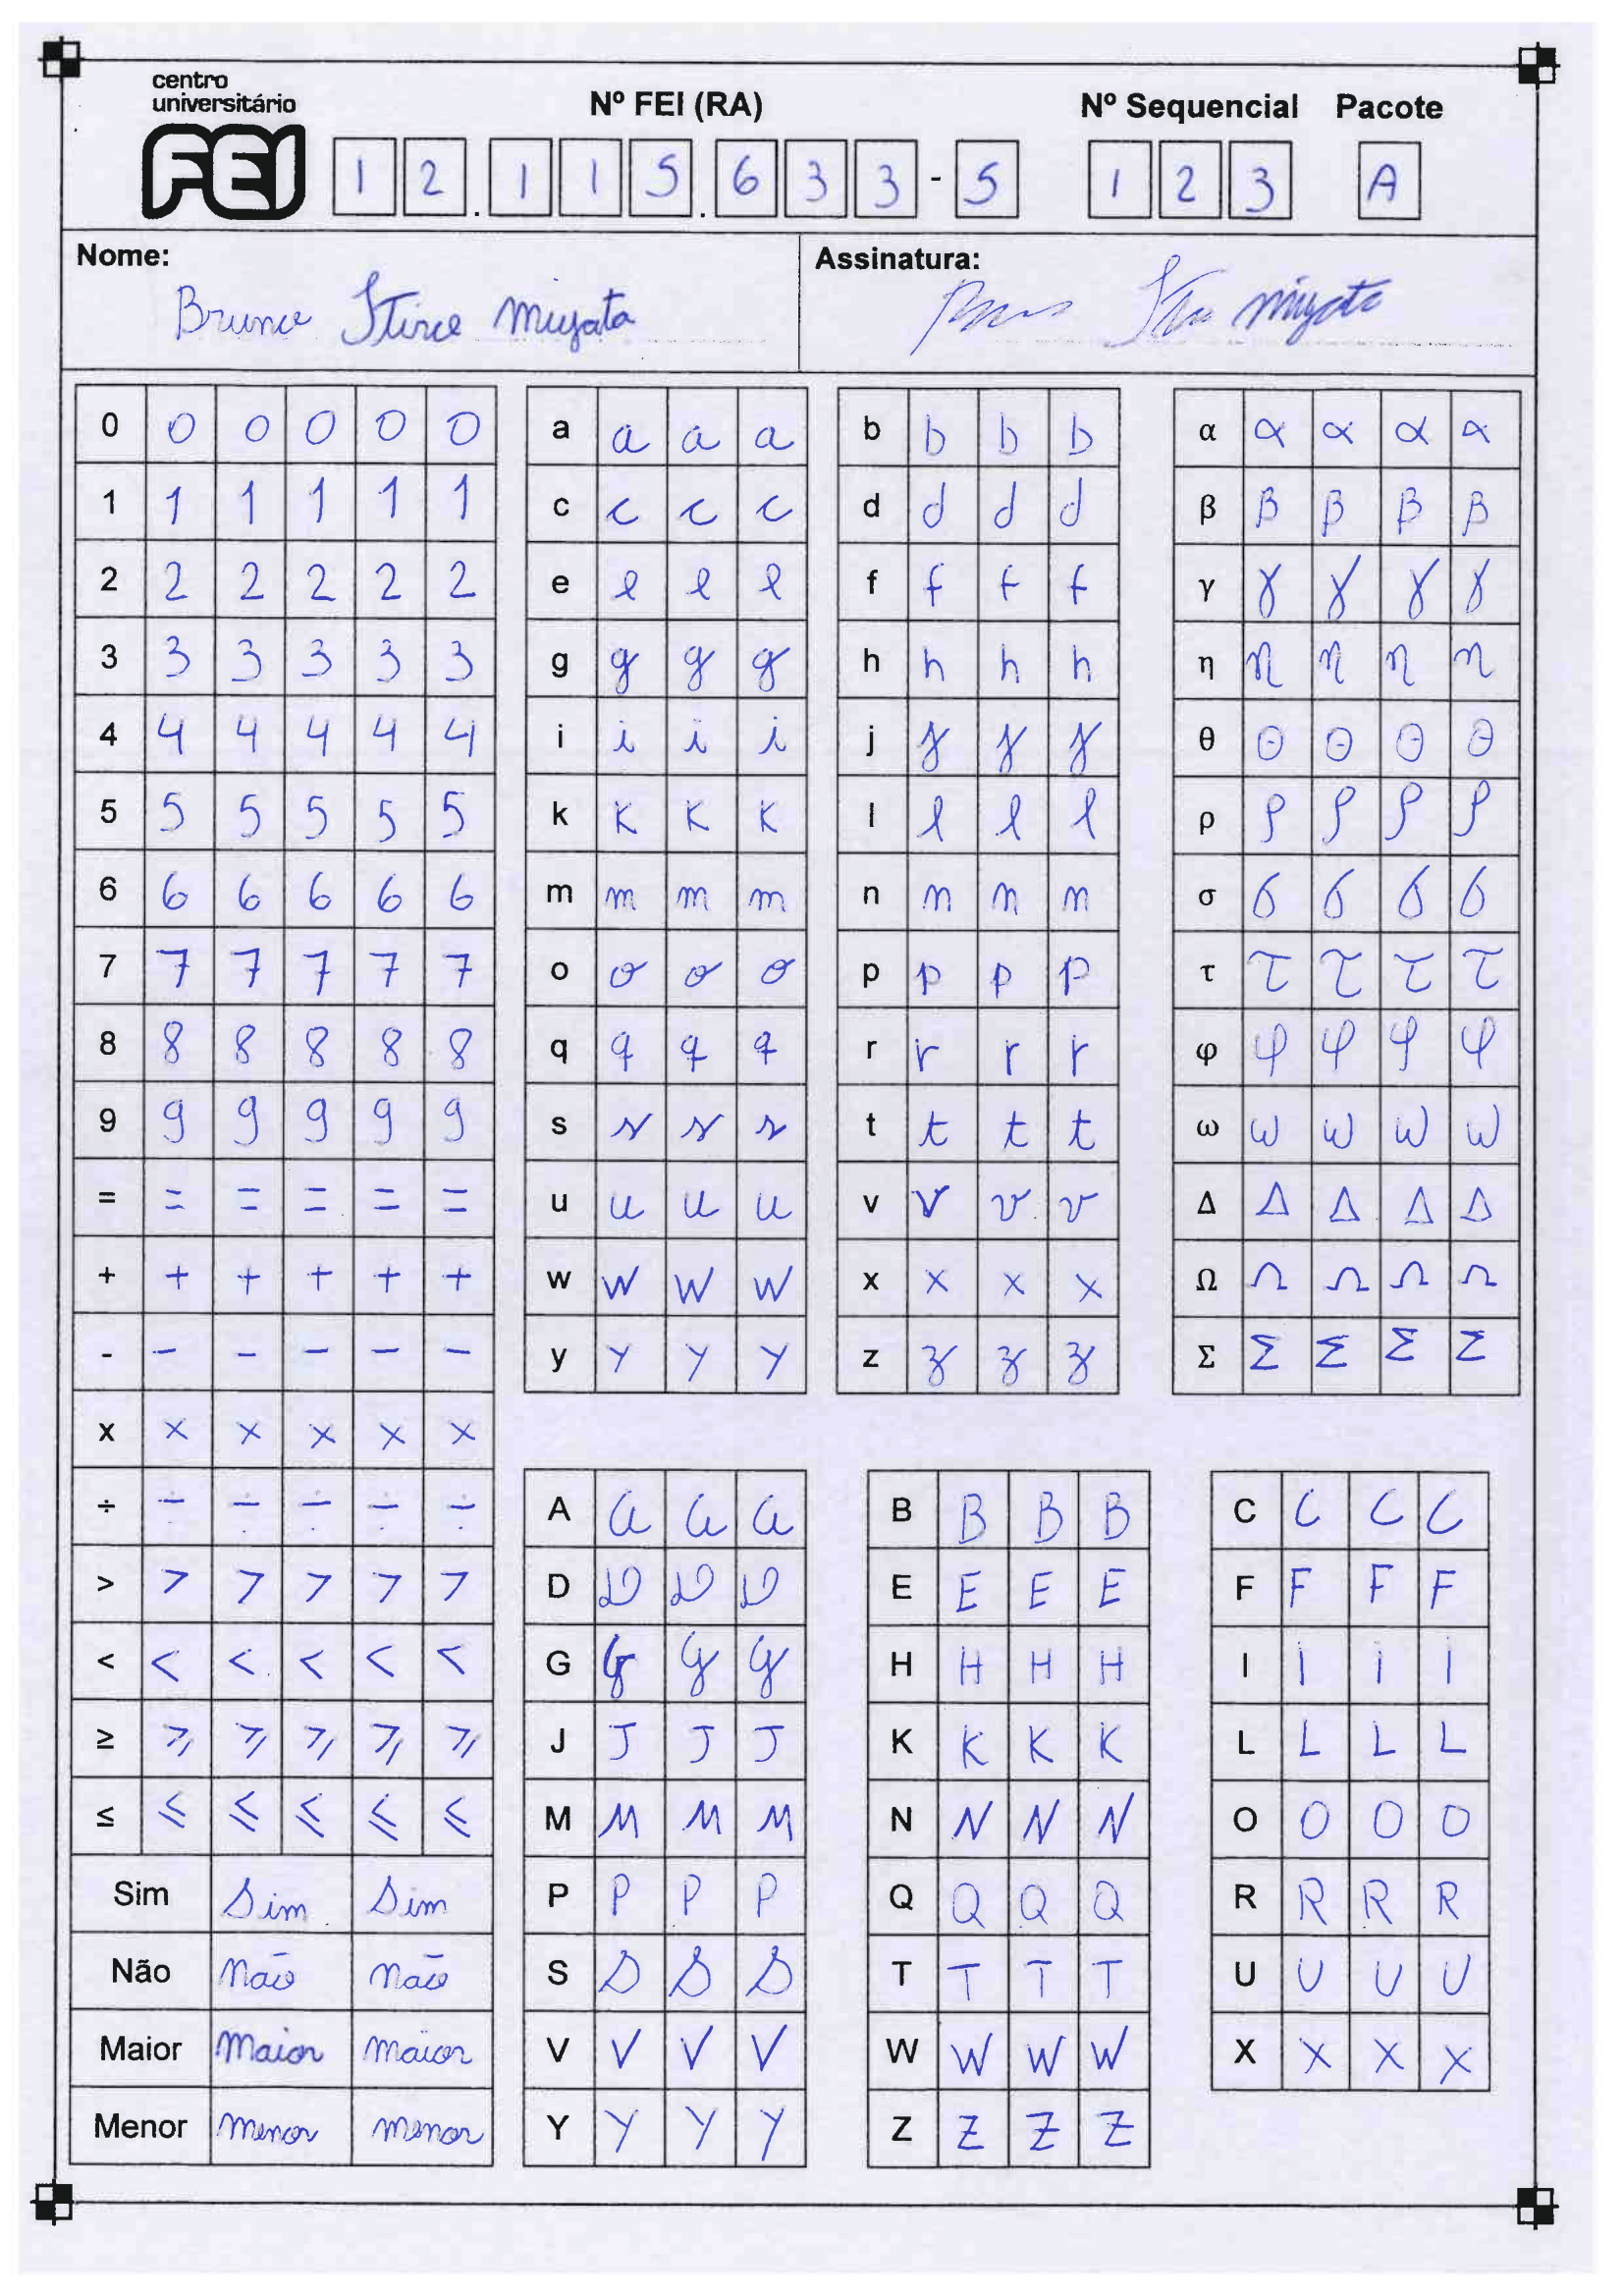 centro
universitário
FEI
Nº FEI (RA) Nº Sequencial Pacote
1 2 . 1 1 5 . 6 3 3 - 5 1 2 3 A
Nome: Assinatura:
Bruno Miyata Miyata
0 0 0 0 0 0 a a a a b b b b α α α α α
1 1 1 1 1 1 c c c c d d d d β β β β β
2 2 2 2 2 2 e e e e f f f f γ γ γ γ γ
3 3 3 3 3 3 g g g g h h h h η η η η η
4 4 4 4 4 4 i i i i j j j j θ θ θ θ θ
5 5 5 5 5 5 k k k k l l l l ρ ρ ρ ρ ρ
6 6 6 6 6 6 m m m m n n n n σ σ σ σ σ
7 7 7 7 7 7 o o o o p p p p τ τ τ τ τ
8 8 8 8 8 8 q q q q r r r r φ φ φ φ φ
9 9 9 9 9 9 s s s s t t t t ω ω ω ω ω
= = = = = = u u u u v v v v Δ Δ Δ Δ Δ
+ + + + + + w w w w x x x x Ω Ω Ω Ω Ω
- - - - - - y y y y z z z z Σ Σ Σ Σ Σ
x x x x x x
÷ ÷ ÷ ÷ ÷ ÷ A A A A B B B B C C C C
> > > > > > D D D D E E E E F F F F
< < < < < < G G G G H H H H I I I I
≥ ≥ ≥ ≥ ≥ ≥ J J J J K K K K L L L L
≤ ≤ ≤ ≤ ≤ ≤ M M M M N N N N O O O O
Sim Sim Sim P P P P Q Q Q Q R R R R
Não Não não S S S S T T T T U U U U
Maior Maior maior V V V V W W W W X X X X
Menor menor menor Y Y Y Y Z Z Z Z